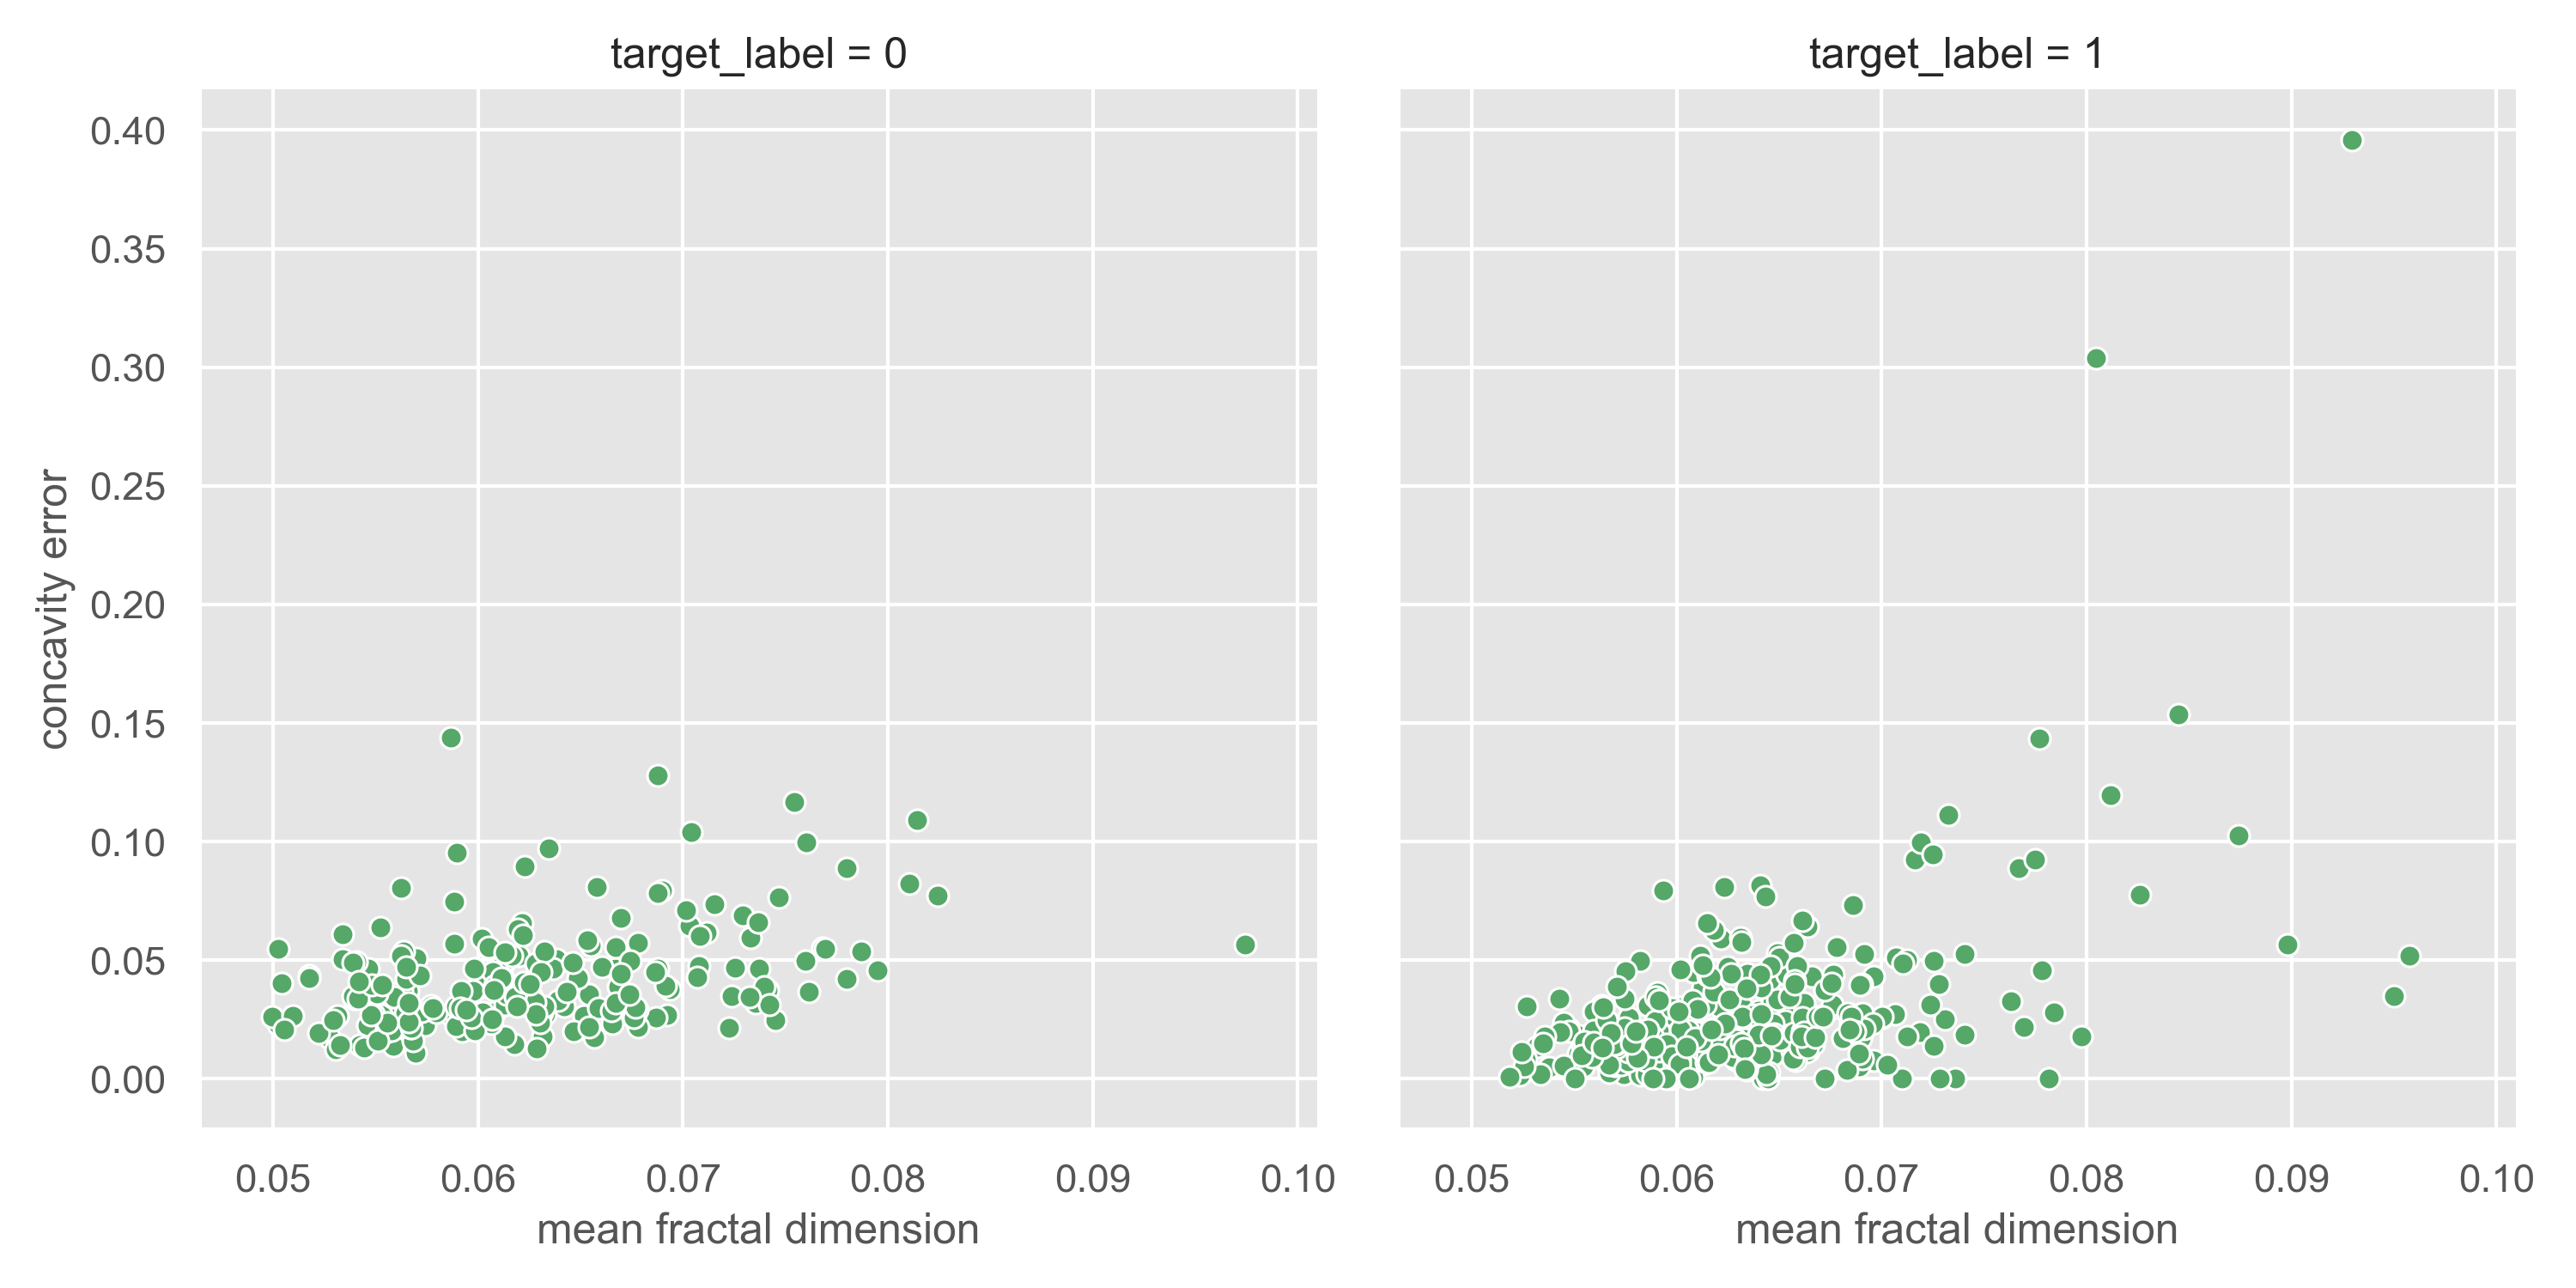 target_label = 0
target_label = 1
concavity error
0.40
0.35
0.30
0.25
0.20
0.15
0.10
0.05
0.00
0.05 0.06 0.07 0.08 0.09 0.10
0.05 0.06 0.07 0.08 0.09 0.10
mean fractal dimension
mean fractal dimension